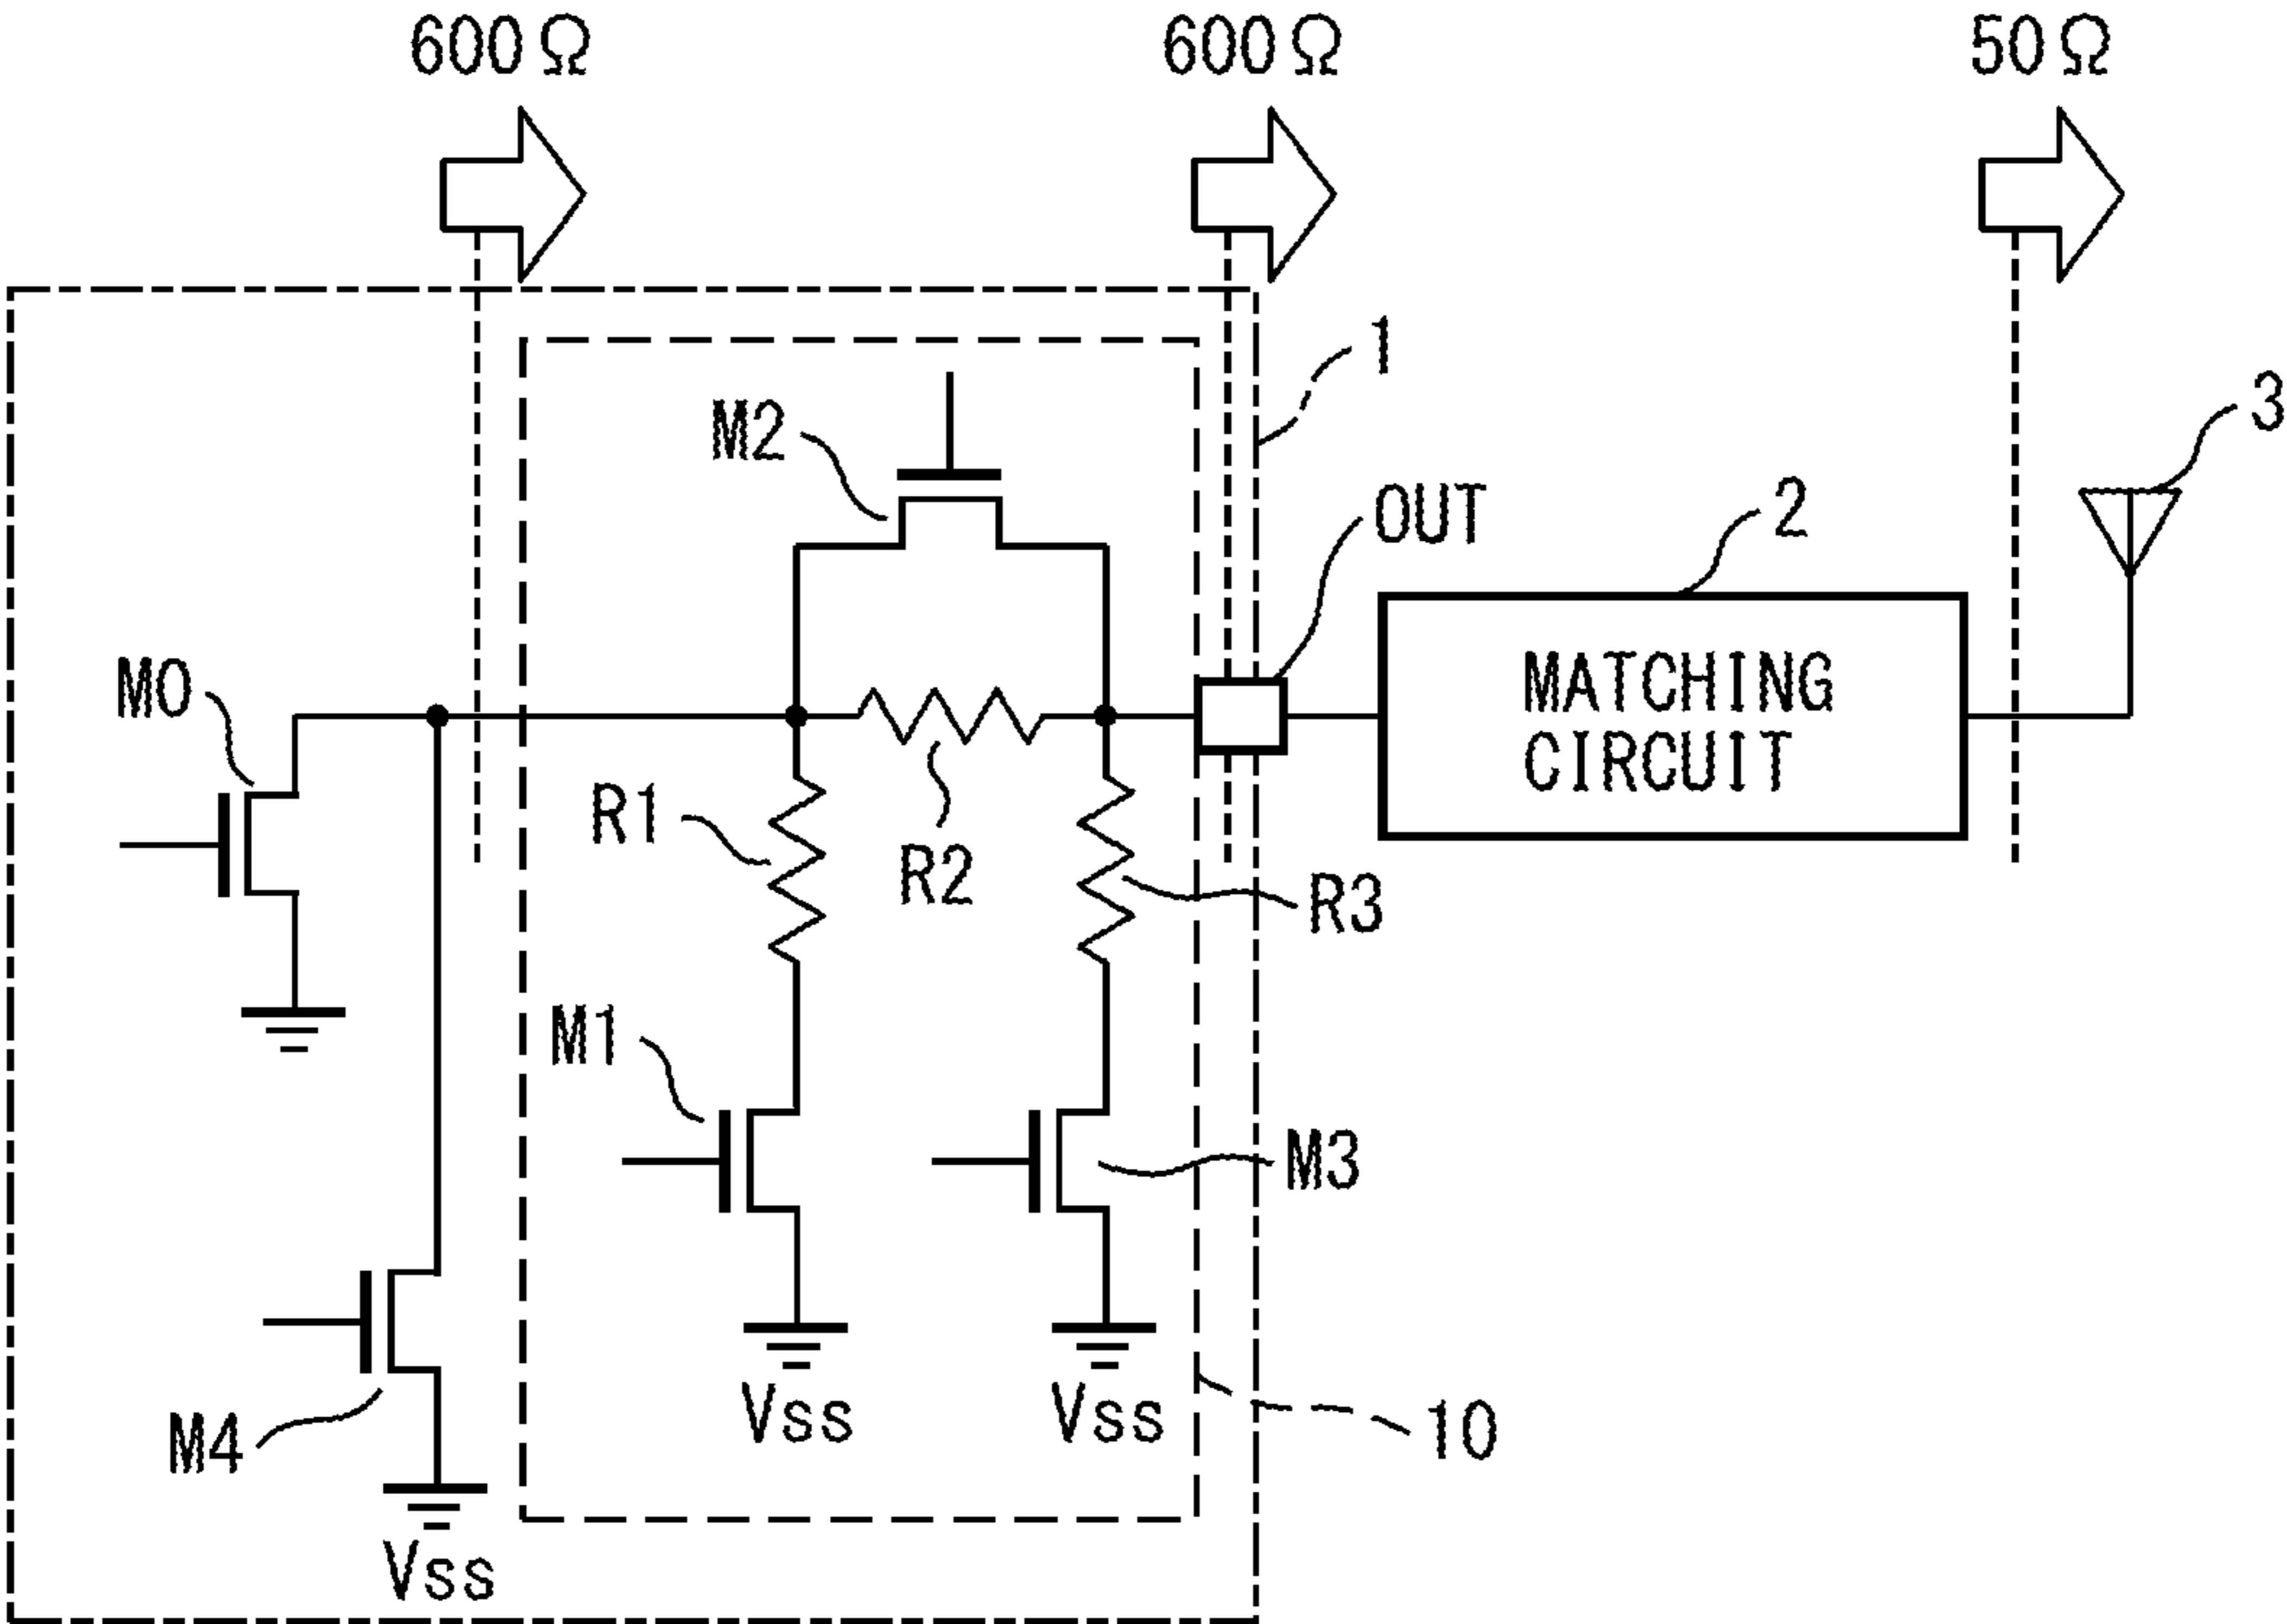 600Ω
600Ω
50Ω
1
3
M2
2
OUT
M0
MATCHING
CIRCUIT
R1
R2
R3
M1
M3
M4
Vss
Vss
10
Vss